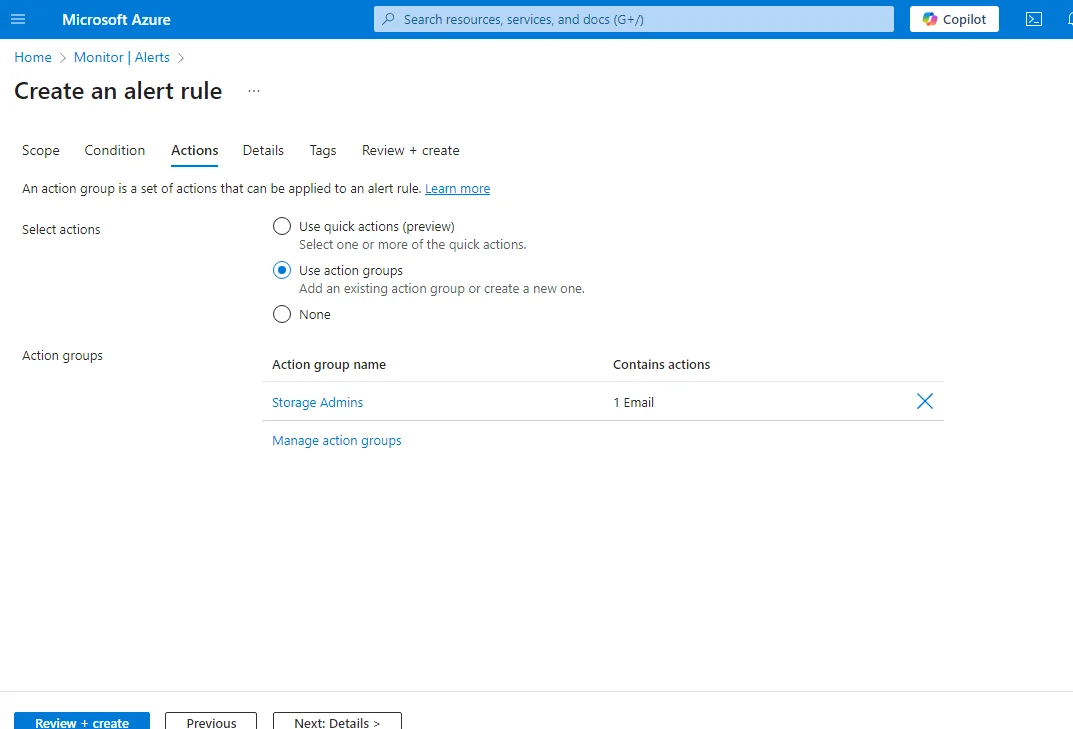 Microsoft Azure
Search resources, services, and docs (G+/)
Copilot
Home > Monitor | Alerts >
Create an alert rule ...
Scope Condition Actions Details Tags Review + create
An action group is a set of actions that can be applied to an alert rule. Learn more
Select actions
Use quick actions (preview)
Select one or more of the quick actions.
Use action groups
Add an existing action group or create a new one.
None
Action groups
Action group name Contains actions
Storage Admins 1 Email
Manage action groups
Review + create Previous Next: Details >